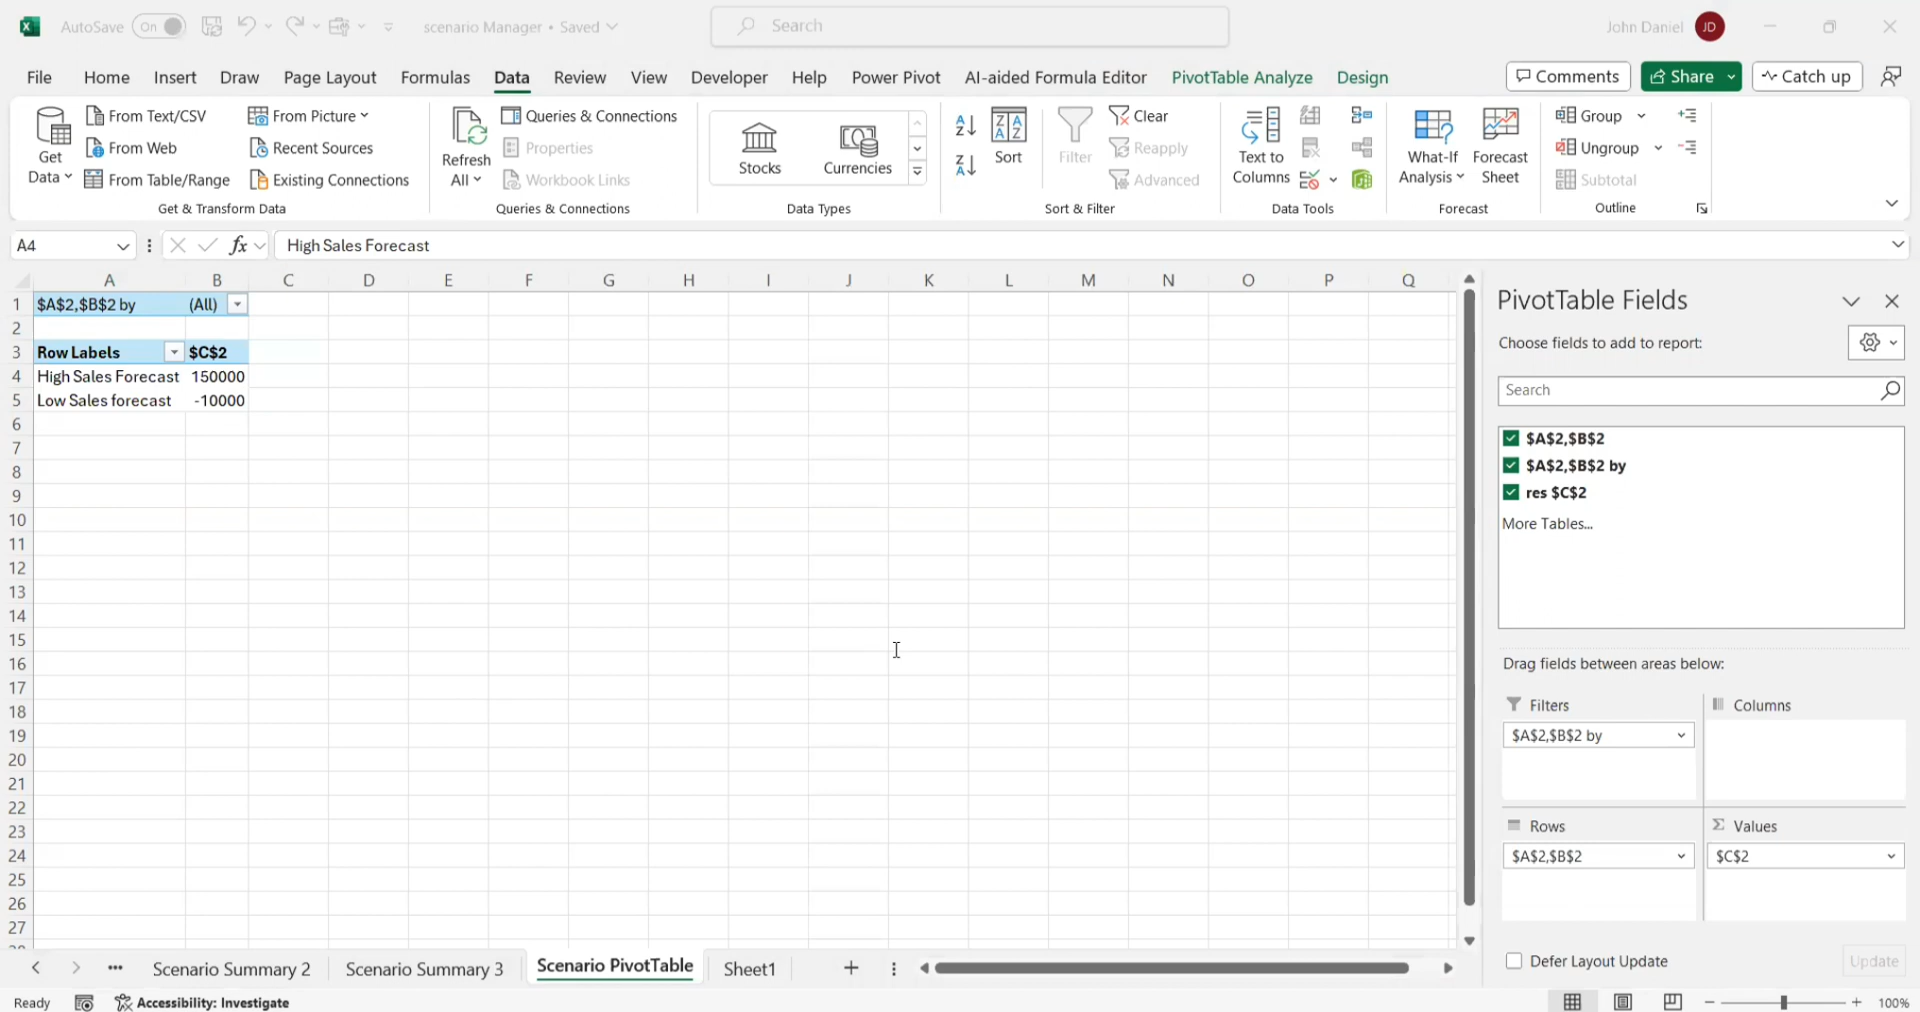 AutoSave On scenario Manager • Saved Search John Daniel JD
File Home Insert Draw Page Layout Formulas Data Review View Developer Help Power Pivot AI-aided Formula Editor PivotTable Analyze Design Comments Share Catch up
Get Data
From Text/CSV
From Web
From Table/Range
From Picture
Recent Sources
Existing Connections
Get & Transform Data
Refresh All
Queries & Connections
Properties
Workbook Links
Queries & Connections
Stocks
Currencies
Data Types
Sort
Filter
Clear
Reapply
Advanced
Sort & Filter
Text to Columns
Data Tools
What-If Analysis
Forecast Sheet
Forecast
Group
Ungroup
Subtotal
Outline
A4 fx High Sales Forecast
A B C D E F G H I J K L M N O P Q
1 $A$2,$B$2 by (All)
2
3 Row Labels $C$2
4 High Sales Forecast 150000
5 Low Sales forecast -10000
6
7
8
9
10
11
12
13
14
15
16
17
18
19
20
21
22
23
24
25
26
27
PivotTable Fields
Choose fields to add to report:
Search
$A$2,$B$2
$A$2,$B$2 by
res $C$2
More Tables...
Drag fields between areas below:
Filters
$A$2,$B$2 by
Columns
Rows
$A$2,$B$2
Σ Values
$C$2
Defer Layout Update Update
Scenario Summary 2 Scenario Summary 3 Scenario PivotTable Sheet1
Ready Accessibility: Investigate 100%